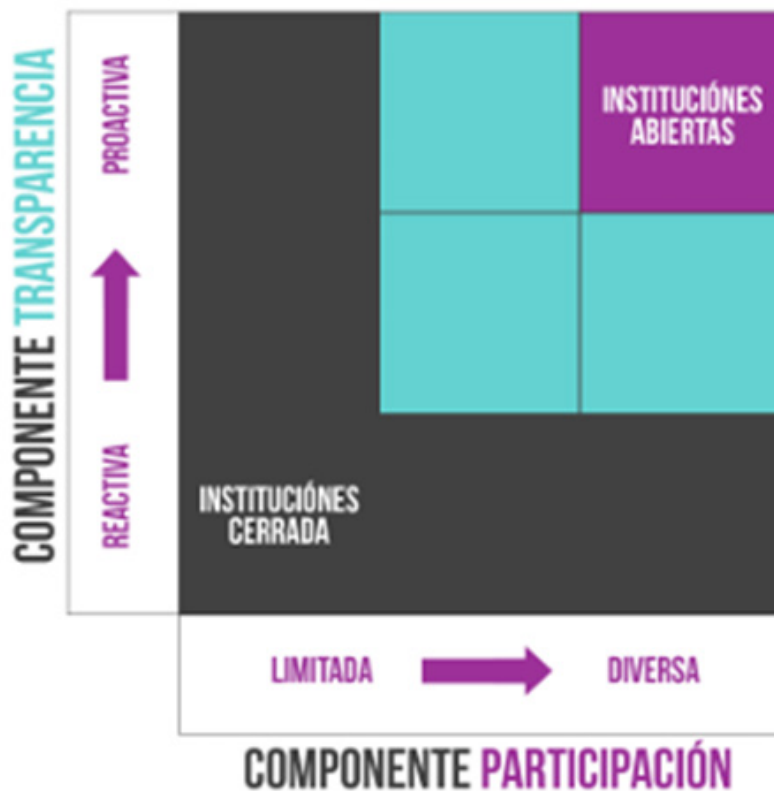 COMPONENTE TRANSPARENCIA
PROACTIVA
REACTIVA
INSTITUCIÓNES
ABIERTAS
INSTITUCIÓNES
CERRADA
LIMITADA
DIVERSA
COMPONENTE PARTICIPACIÓN